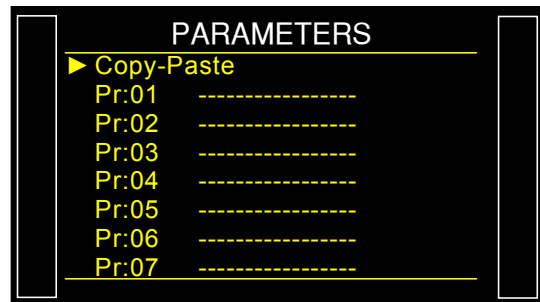 PARAMETERS
► Copy-Paste
Pr:01 -----------------
Pr:02 -----------------
Pr:03 -----------------
Pr:04 -----------------
Pr:05 -----------------
Pr:06 -----------------
Pr:07 -----------------